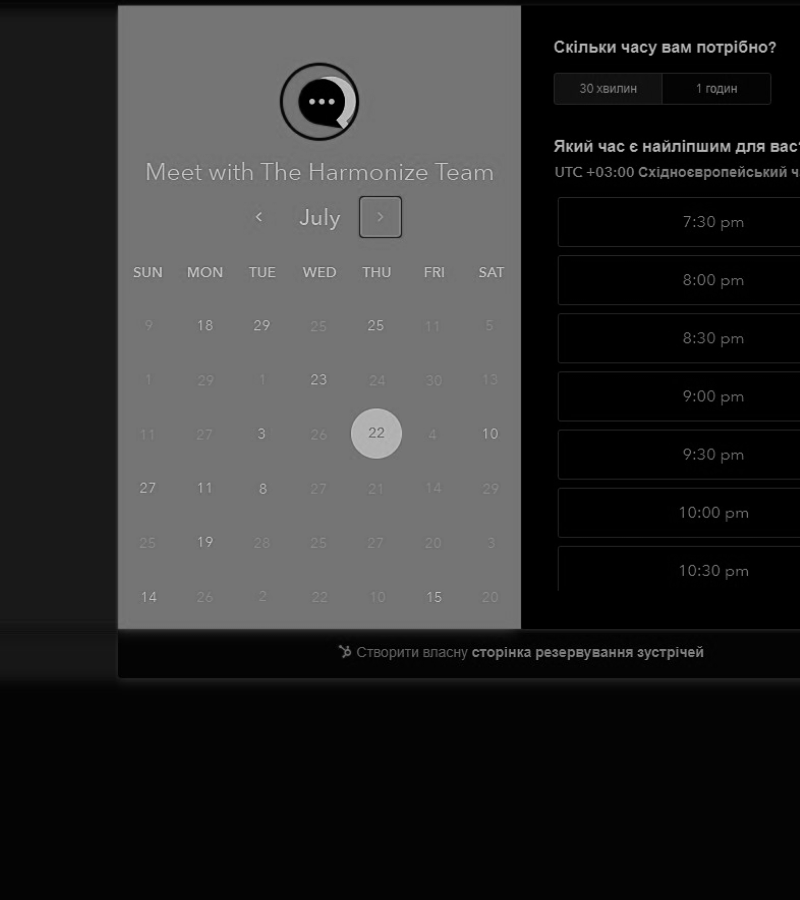 Meet with The Harmonize Team
July
SUN MON TUE WED THU FRI SAT
9 18 29 25 25 11 5
1 29 1 23 24 30 13
11 27 3 26 22 4 10
27 11 8 27 21 14 29
25 19 28 25 27 20 3
14 26 2 22 10 15 20
Скільки часу вам потрібно?
30 хвилин 1 годин
Який час є найліпшим для вас
UTC +03:00 Східноєвропейський
7:30 pm
8:00 pm
8:30 pm
9:00 pm
9:30 pm
10:00 pm
10:30 pm
Створити власну сторінка резервування зустрічей